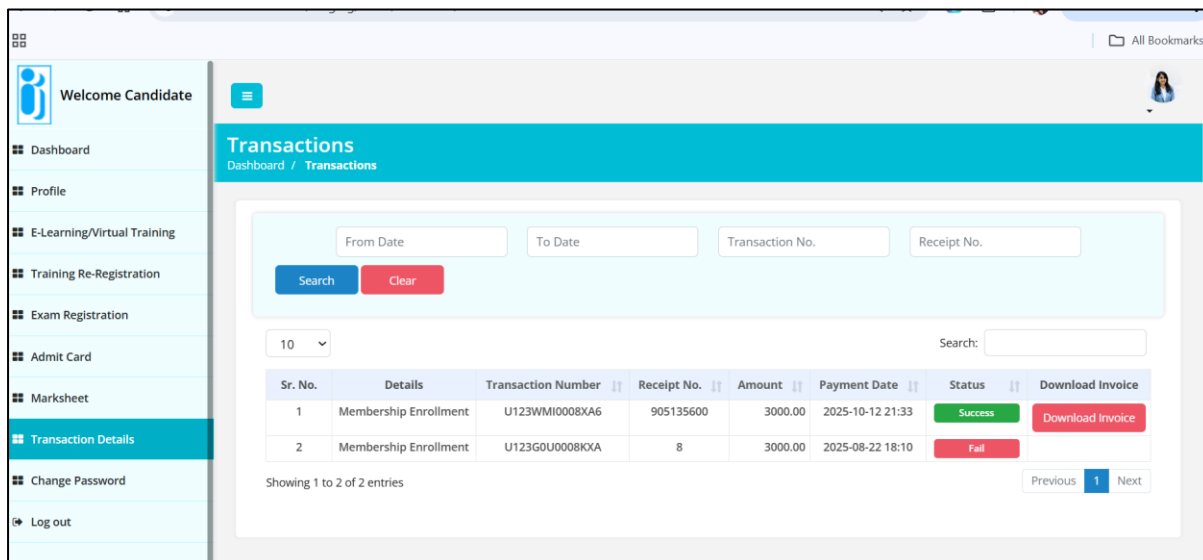 All Bookmarks
Welcome Candidate
Dashboard
Profile
E-Learning/Virtual Training
Training Re-Registration
Exam Registration
Admit Card
Marksheet
Transaction Details
Change Password
Log out
Transactions
Dashboard / Transactions
From Date To Date Transaction No. Receipt No.
Search Clear
10 Search:
Sr. No. Details Transaction Number Receipt No. Amount Payment Date Status Download Invoice
1 Membership Enrollment U123WMI0008XA6 905135600 3000.00 2025-10-12 21:33 Success Download Invoice
2 Membership Enrollment U123G0U0008KXA 8 3000.00 2025-08-22 18:10 Fail
Showing 1 to 2 of 2 entries Previous 1 Next